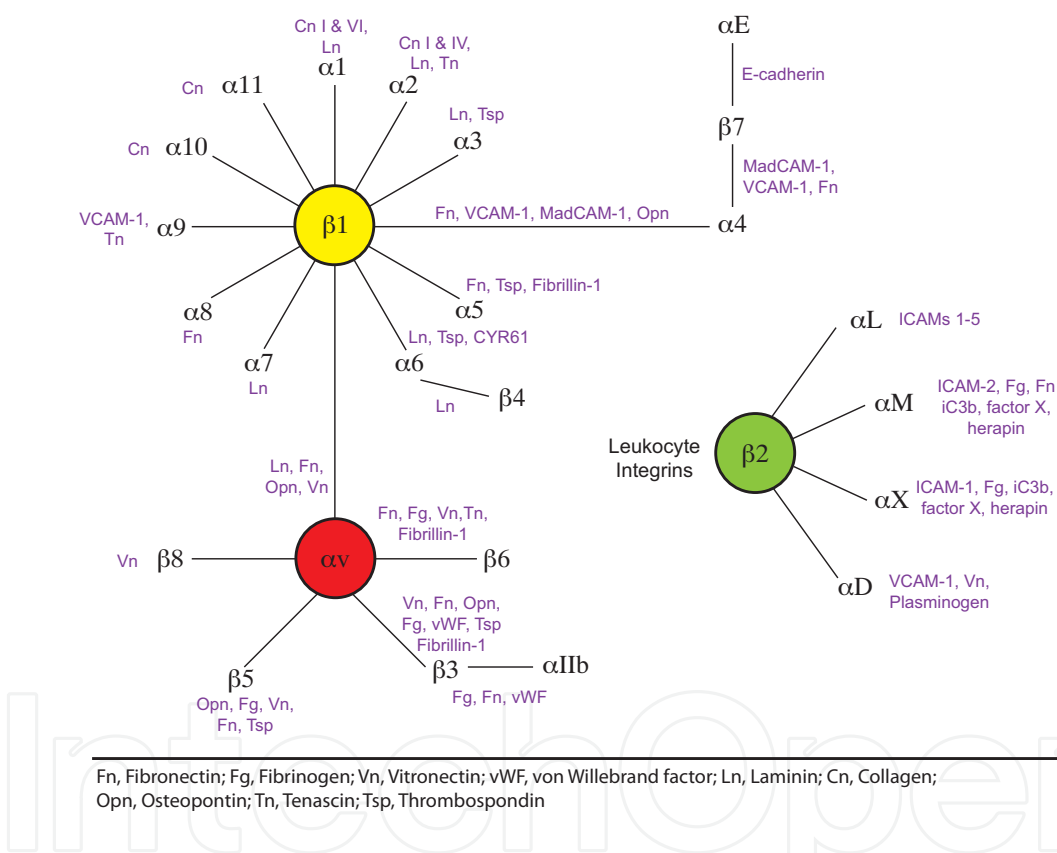 Cn I & VI,
Ln
α1
Cn I & IV,
Ln, Tn
α2
Cn α11
Ln, Tsp
α3
Cn α10
VCAM-1,
Tn
α9
β1
Fn, VCAM-1, MadCAM-1, Opn
α4
αE
E-cadherin
β7
MadCAM-1,
VCAM-1, Fn
α8
Fn
Fn, Tsp, Fibrillin-1
α5
α7
Ln
Ln, Tsp, CYR61
α6
Ln
β4
αL ICAMs 1-5
αM
ICAM-2, Fg, Fn
iC3b, factor X,
herapin
Leukocyte
Integrins
β2
αX
ICAM-1, Fg, iC3b,
factor X, herapin
αD
VCAM-1, Vn,
Plasminogen
Ln, Fn,
Opn, Vn
Fn, Fg, Vn,Tn,
Fibrillin-1
Vn β8
αv
β6
Vn, Fn, Opn,
Fg, vWF, Tsp
Fibrillin-1
β3
αIIb
Fg, Fn, vWF
β5
Opn, Fg, Vn,
Fn, Tsp
IntechOpen
Fn, Fibronectin; Fg, Fibrinogen; Vn, Vitronectin; vWF, von Willebrand factor; Ln, Laminin; Cn, Collagen;
Opn, Osteopontin; Tn, Tenascin; Tsp, Thrombospondin